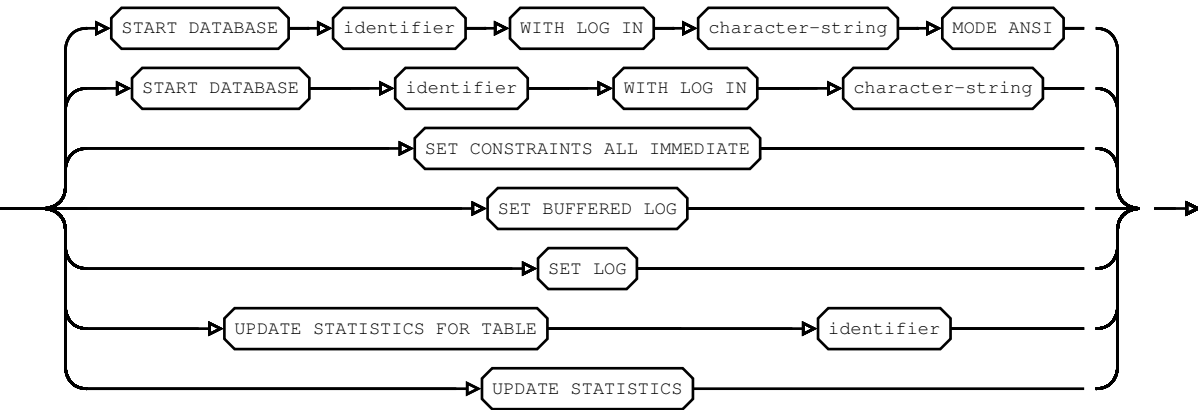 START DATABASE identifier WITH LOG IN character-string MODE ANSI
START DATABASE identifier WITH LOG IN character-string
SET CONSTRAINTS ALL IMMEDIATE
SET BUFFERED LOG
SET LOG
UPDATE STATISTICS FOR TABLE identifier
UPDATE STATISTICS